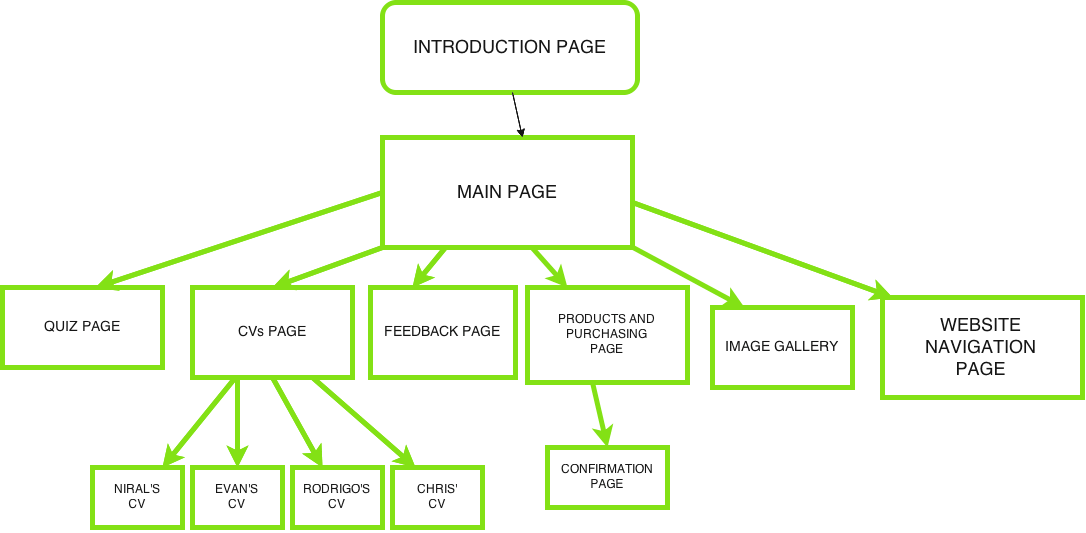 INTRODUCTION PAGE
MAIN PAGE
QUIZ PAGE
CVs PAGE
FEEDBACK PAGE
PRODUCTS AND
PURCHASING
PAGE
IMAGE GALLERY
WEBSITE
NAVIGATION
PAGE
NIRAL'S
CV
EVAN'S
CV
RODRIGO'S
CV
CHRIS'
CV
CONFIRMATION
PAGE